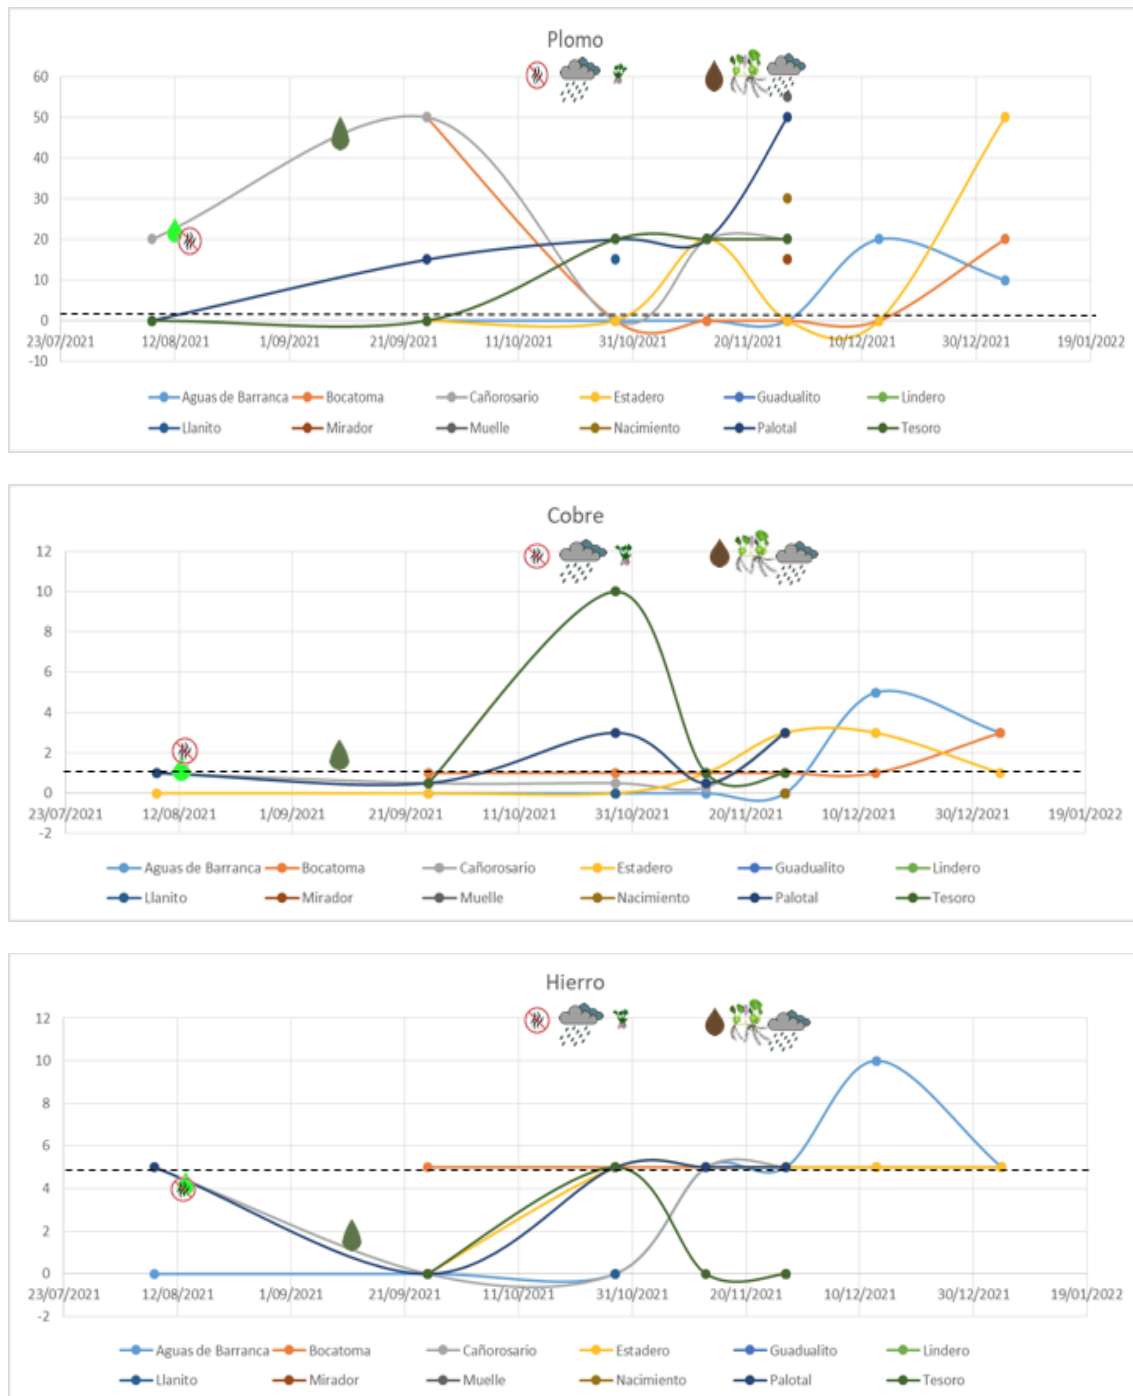 Plomo
60
50
40
30
20
10
0
23/07/2021 12/08/2021 1/09/2021 21/09/2021 11/10/2021 31/10/2021 20/11/2021 10/12/2021 30/12/2021 19/01/2022
-10
Aguas de Barranca Bocatoma Cañorosario Estadero Guadualito Lindero
Llanito Mirador Muelle Nacimiento Palotal Tesoro
Cobre
12
10
8
6
4
2
0
23/07/2021 12/08/2021 1/09/2021 21/09/2021 11/10/2021 31/10/2021 20/11/2021 10/12/2021 30/12/2021 19/01/2022
-2
Aguas de Barranca Bocatoma Cañorosario Estadero Guadualito Lindero
Llanito Mirador Muelle Nacimiento Palotal Tesoro
Hierro
12
10
8
6
4
2
0
23/07/2021 12/08/2021 1/09/2021 21/09/2021 11/10/2021 31/10/2021 20/11/2021 10/12/2021 30/12/2021 19/01/2022
-2
Aguas de Barranca Bocatoma Cañorosario Estadero Guadualito Lindero
Llanito Mirador Muelle Nacimiento Palotal Tesoro